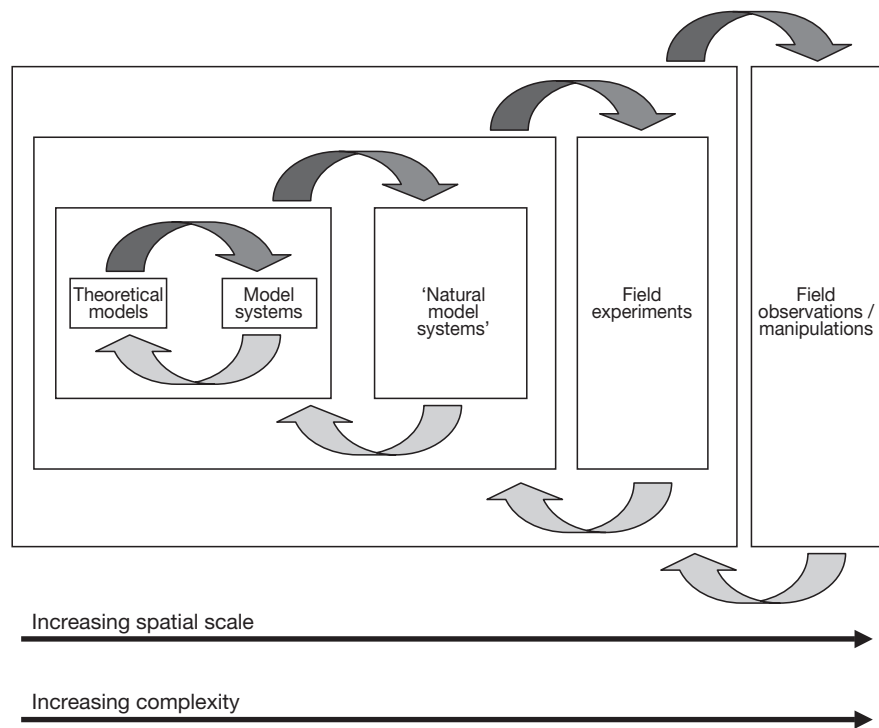 Theoretical
models
Model
systems
‘Natural
model
systems’
Field
experiments
Field
observations /
manipulations
Increasing spatial scale
Increasing complexity